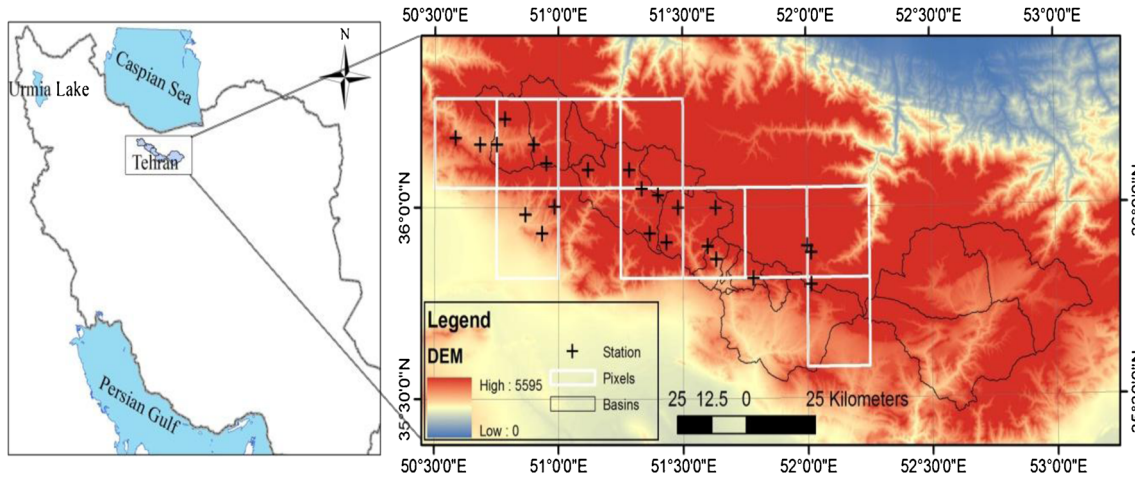 50°30'0"E 51°0'0"E 51°30'0"E 52°0'0"E 52°30'0"E 53°0'0"E
N
Caspian Sea
Urmia Lake
Tehran
Persian Gulf
36°0'0"N
35°30'0"N
Legend
DEM
High : 5595
Low : 0
Station
Pixels
Basins
25 12.5 0 25 Kilometers
50°30'0"E 51°0'0"E 51°30'0"E 52°0'0"E 52°30'0"E 53°0'0"E